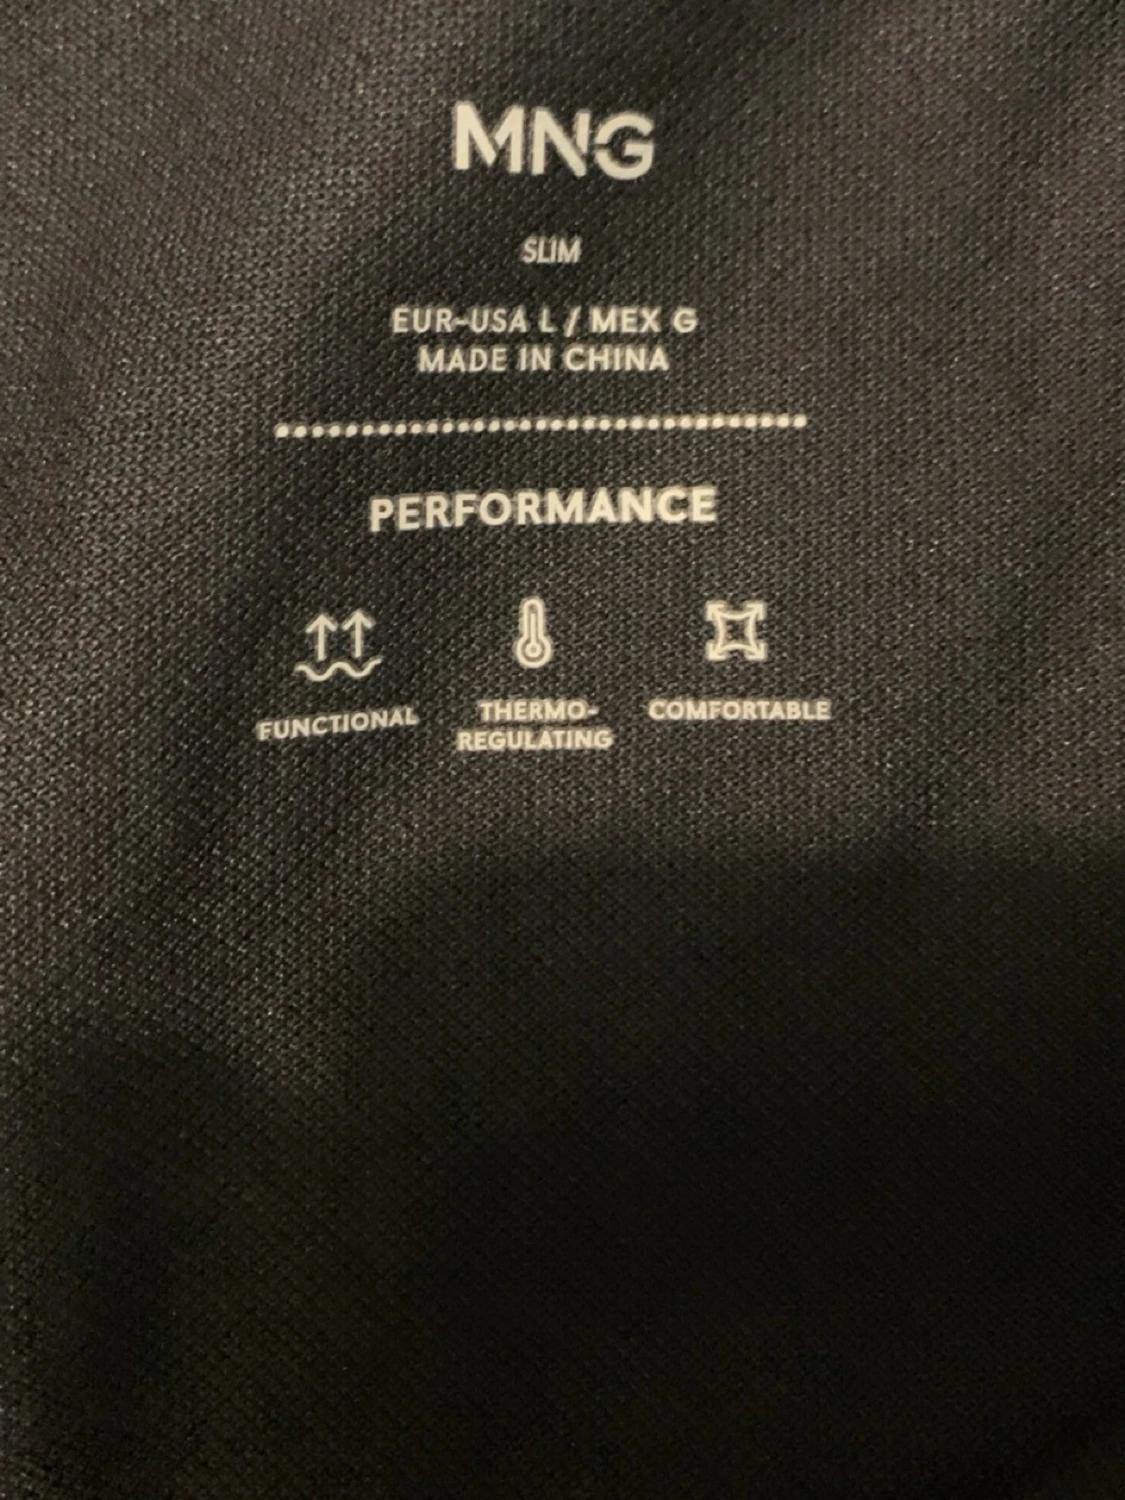 MNG
SLIM
EUR-USA L / MEX G
MADE IN CHINA
PERFORMANCE
FUNCTIONAL
THERMO-
REGULATING
COMFORTABLE